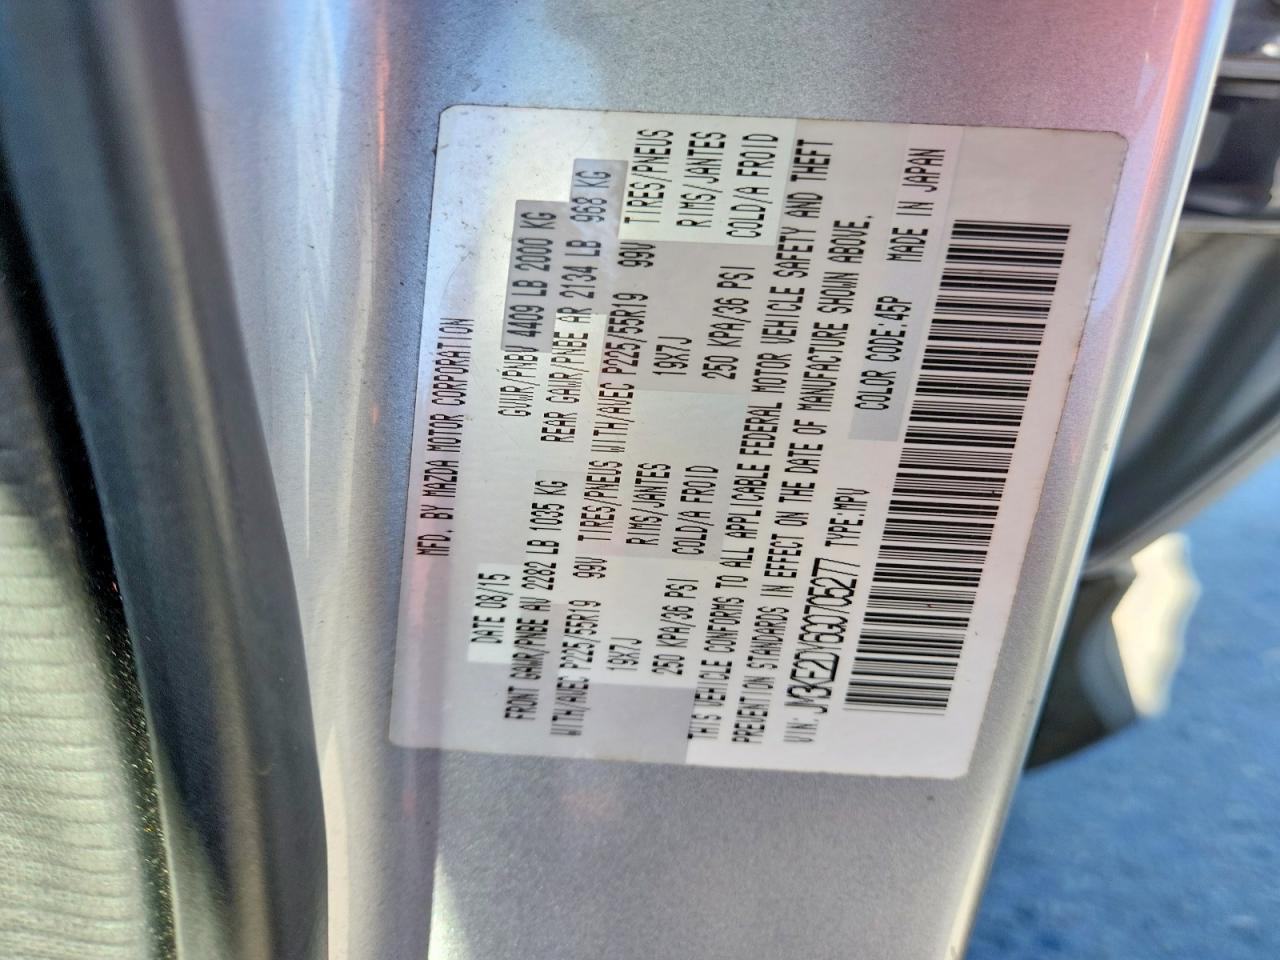 MFD. BY MAZDA MOTOR CORPORATION
DATE 08/15 GVWR/PNBV 4409 LB 2000 KG
FRONT GAWR/PNBE AV 2282 LB 1035 KG REAR GAWR/PNBE AR 2134 LB 968 KG
WITH/AVEC P225/55R19 99V TIRES/PNEUS WITH/AVEC P225/55R19 99V TIRES/PNEUS
19X7J RIMS/JANTES 19X7J RIMS/JANTES
250 KPA/36 PSI COLD/A FROID 250 KPA/36 PSI COLD/A FROID
THIS VEHICLE CONFORMS TO ALL APPLICABLE FEDERAL MOTOR VEHICLE SAFETY AND THEFT
PREVENTION STANDARDS IN EFFECT ON THE DATE OF MANUFACTURE SHOWN ABOVE.
VIN: JM3KE2DY6G0705277 TYPE:MPV COLOR CODE:45P MADE IN JAPAN